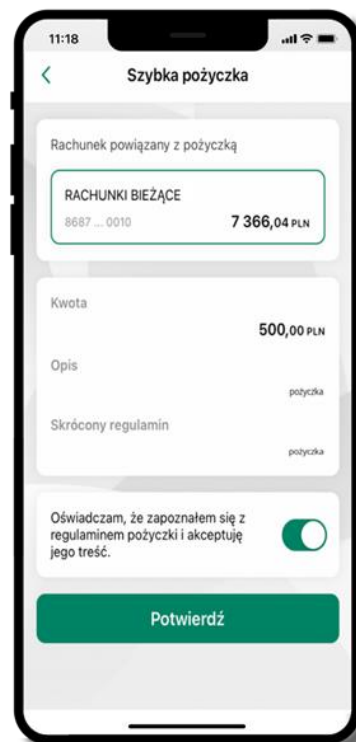 11:18
Szybka pożyczka
Rachunek powiązany z pożyczką
RACHUNKI BIEŻĄCE
8687 ... 0010 7 366,04 PLN
Kwota
500,00 PLN
Opis
pożyczka
Skrócony regulamin
pożyczka
Oświadczam, że zapoznałem się z
regulaminem pożyczki i akceptuję
jego treść.
Potwierdź